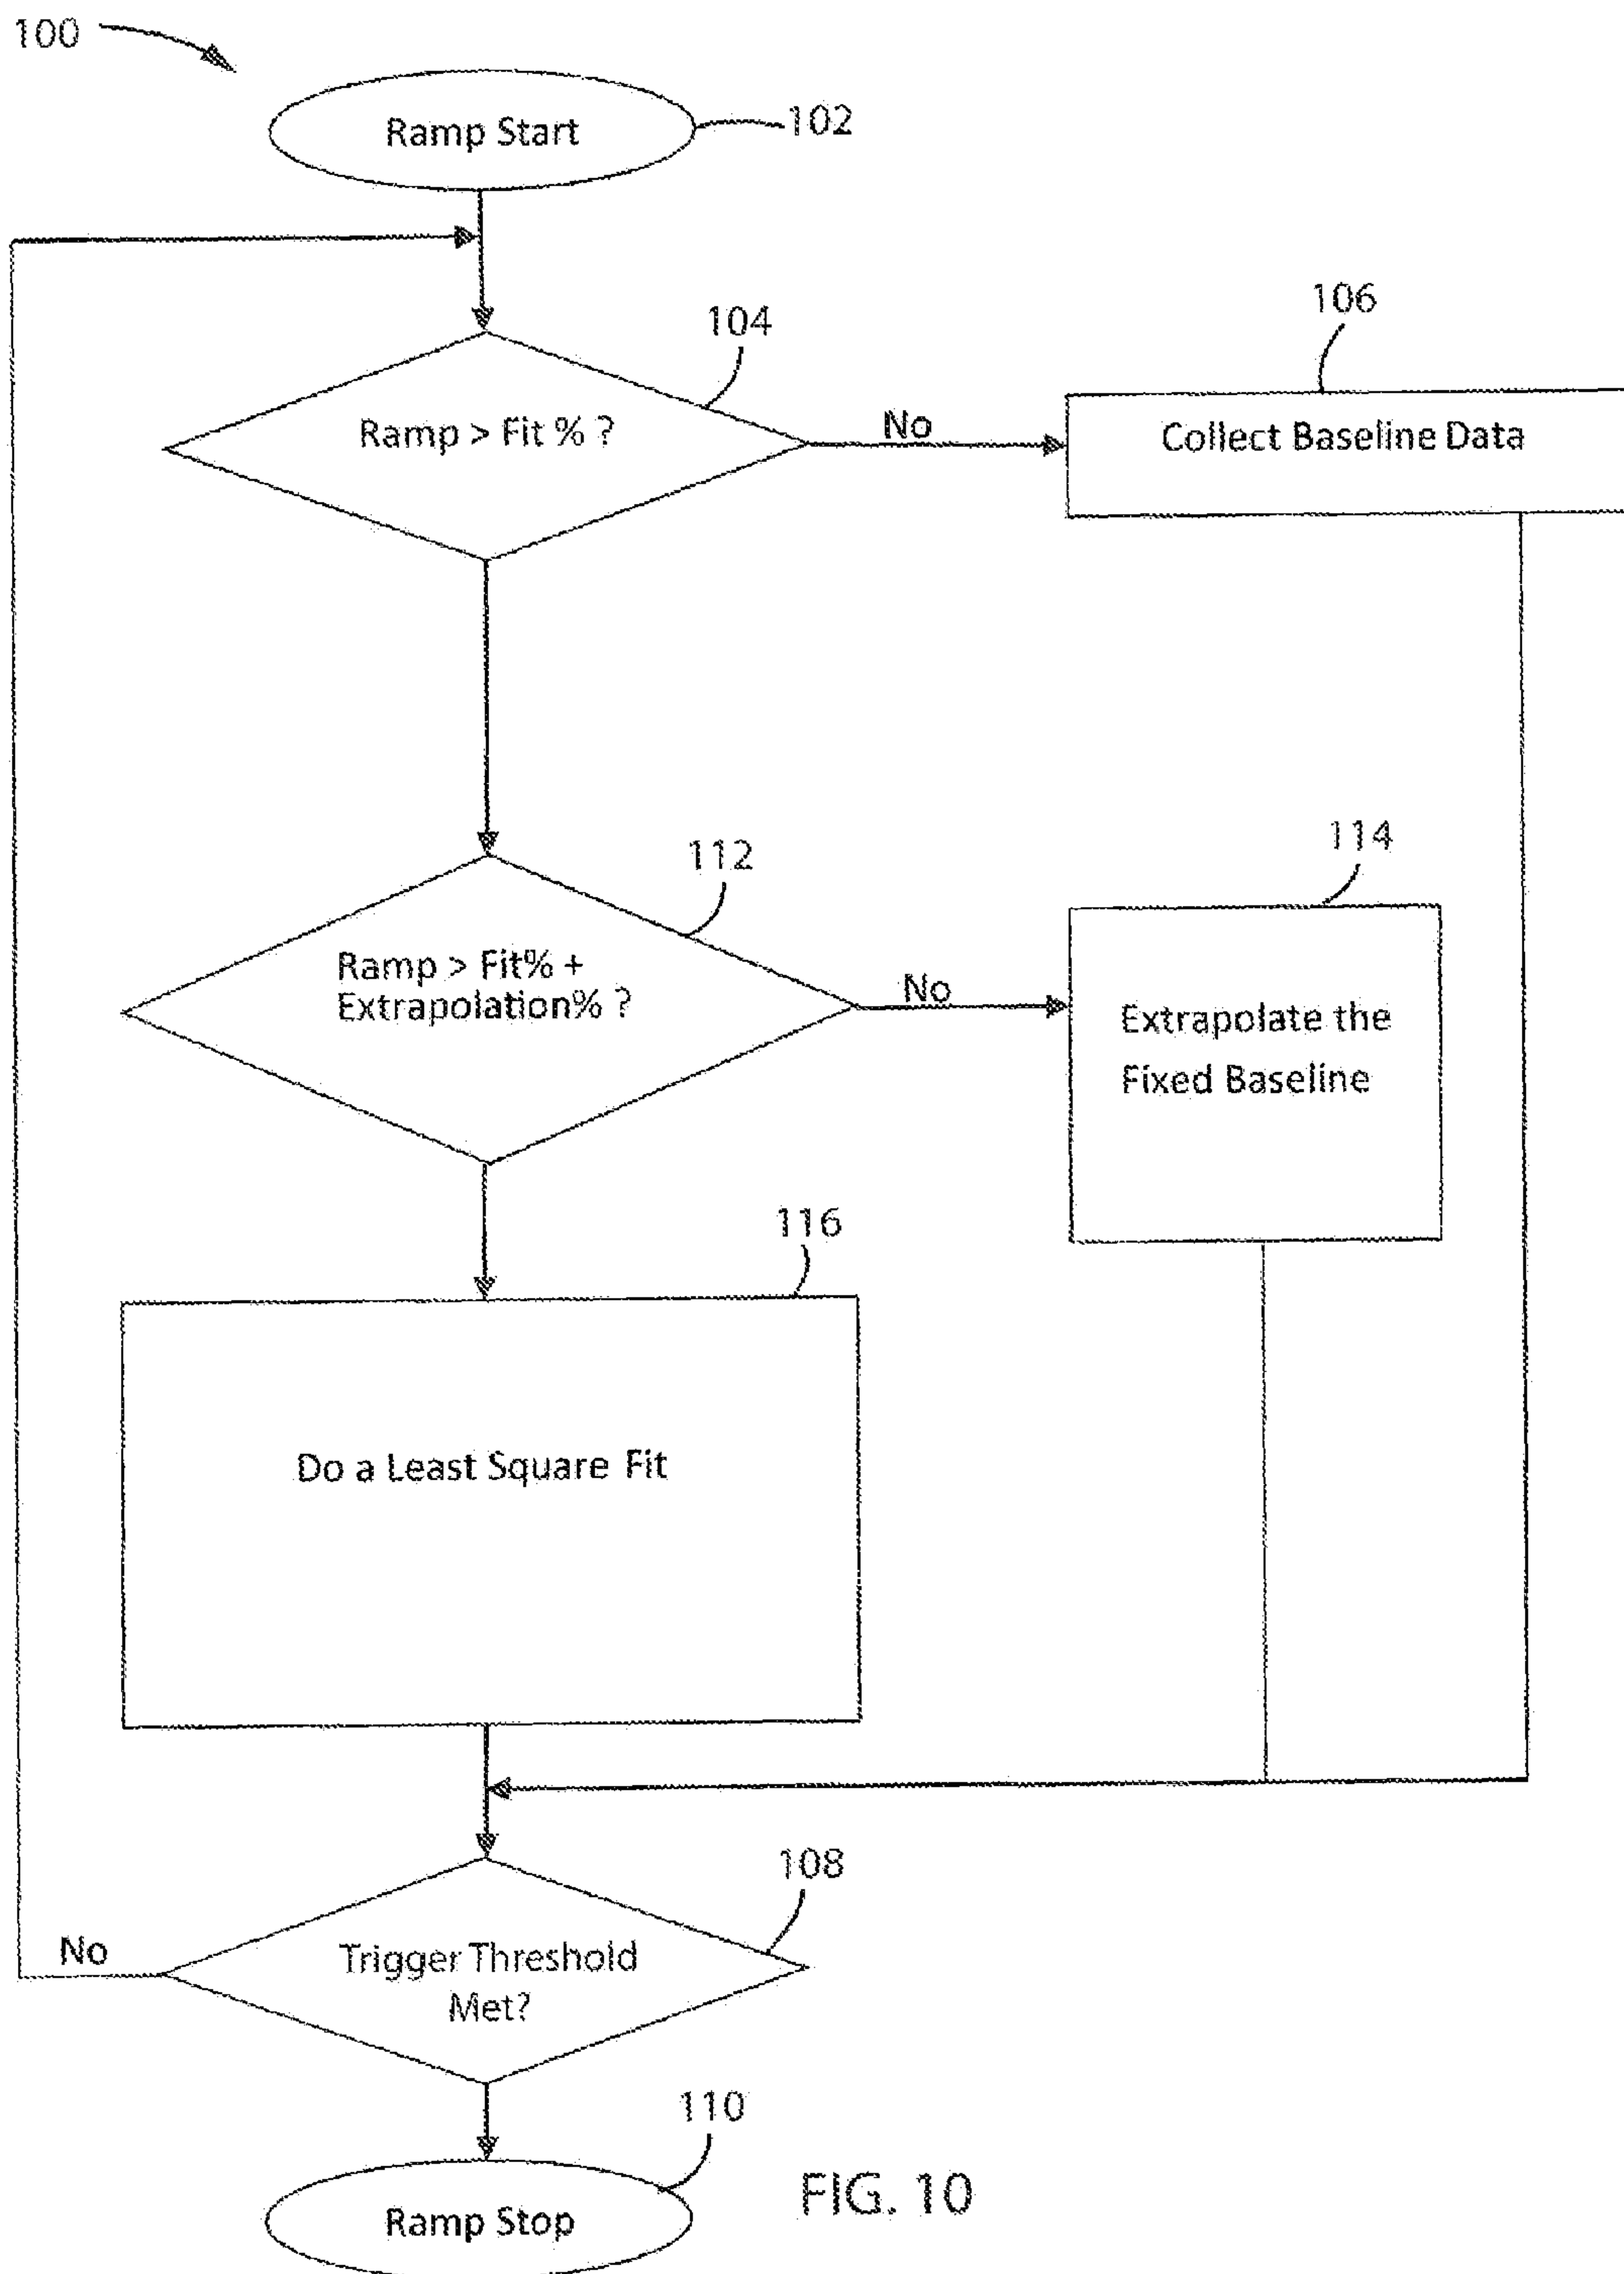 100
Ramp Start
102
104
Ramp > Fit % ?
No
106
Collect Baseline Data
112
Ramp > Fit% +
Extrapolation% ?
No
114
Extrapolate the
Fixed Baseline
116
Do a Least Square Fit
108
Trigger Threshold
Met?
No
110
Ramp Stop
FIG. 10